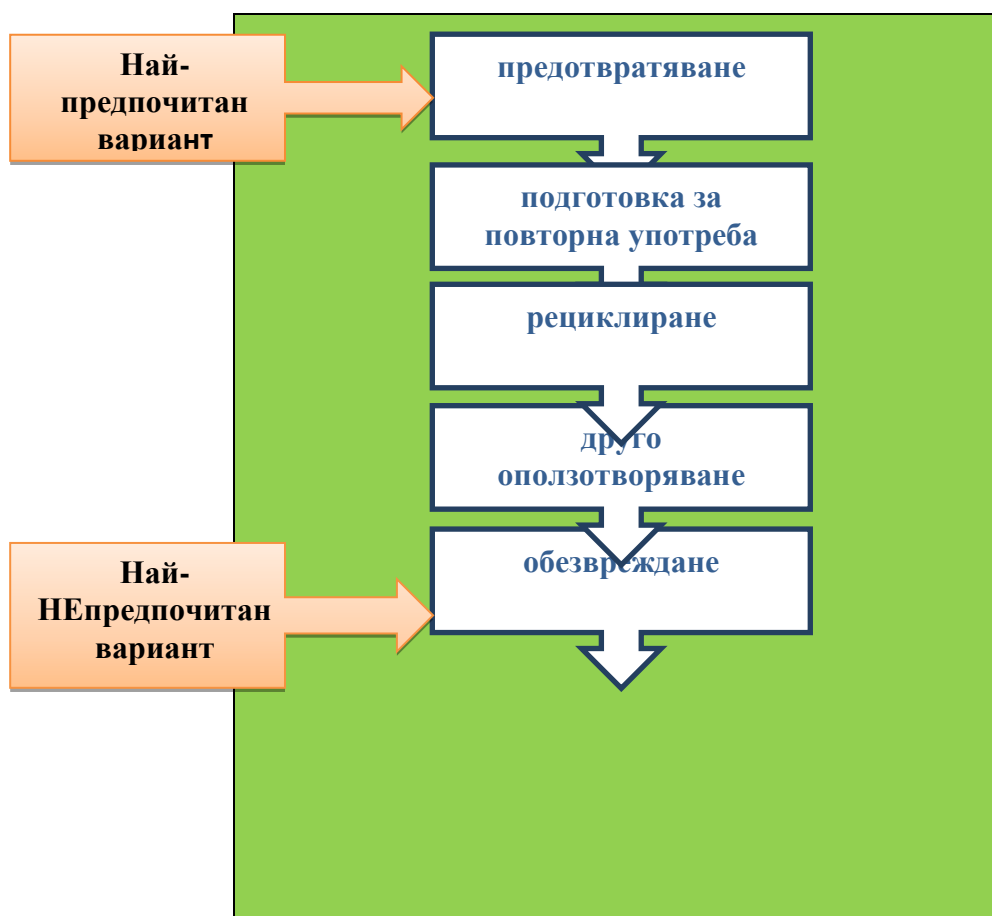 Най-
предпочитан
вариант
предотвратяване
подготовка за
повторна употреба
рециклиране
друго
оползотворяване
Най-
НЕпредпочитан
вариант
обезвреждане